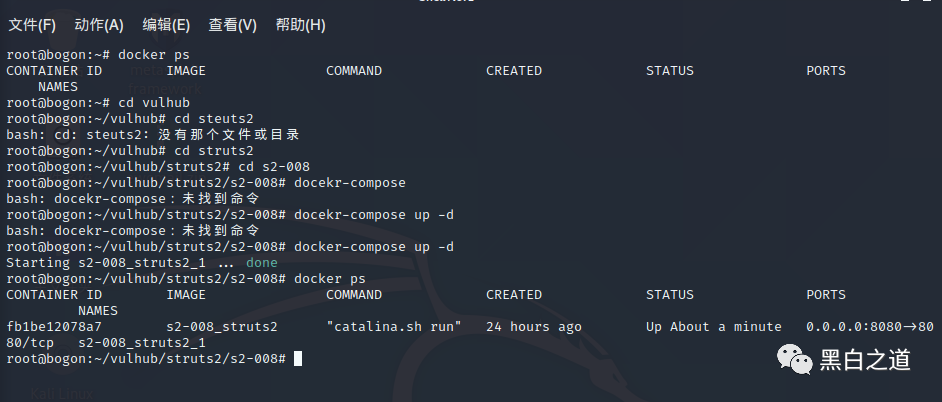 文件(F) 动作(A) 编辑(E) 查看(V) 帮助(H)
root@bogon:~# docker ps
CONTAINER ID IMAGE COMMAND CREATED STATUS PORTS
NAMES
root@bogon:~# cd vulhub
root@bogon:~/vulhub# cd steuts2
bash: cd: steuts2: 没有那个文件或目录
root@bogon:~/vulhub# cd struts2
root@bogon:~/vulhub/struts2# cd s2-008
root@bogon:~/vulhub/struts2/s2-008# docekr-compose
bash: docekr-compose：未找到命令
root@bogon:~/vulhub/struts2/s2-008# docekr-compose up -d
bash: docekr-compose：未找到命令
root@bogon:~/vulhub/struts2/s2-008# docker-compose up -d
Starting s2-008_struts2_1 ... done
root@bogon:~/vulhub/struts2/s2-008# docker ps
CONTAINER ID IMAGE COMMAND CREATED STATUS PORTS
NAMES
fb1be12078a7 s2-008_struts2 "catalina.sh run" 24 hours ago Up About a minute 0.0.0.0:8080->80
80/tcp s2-008_struts2_1
root@bogon:~/vulhub/struts2/s2-008#
黑白之道
Kali Linux